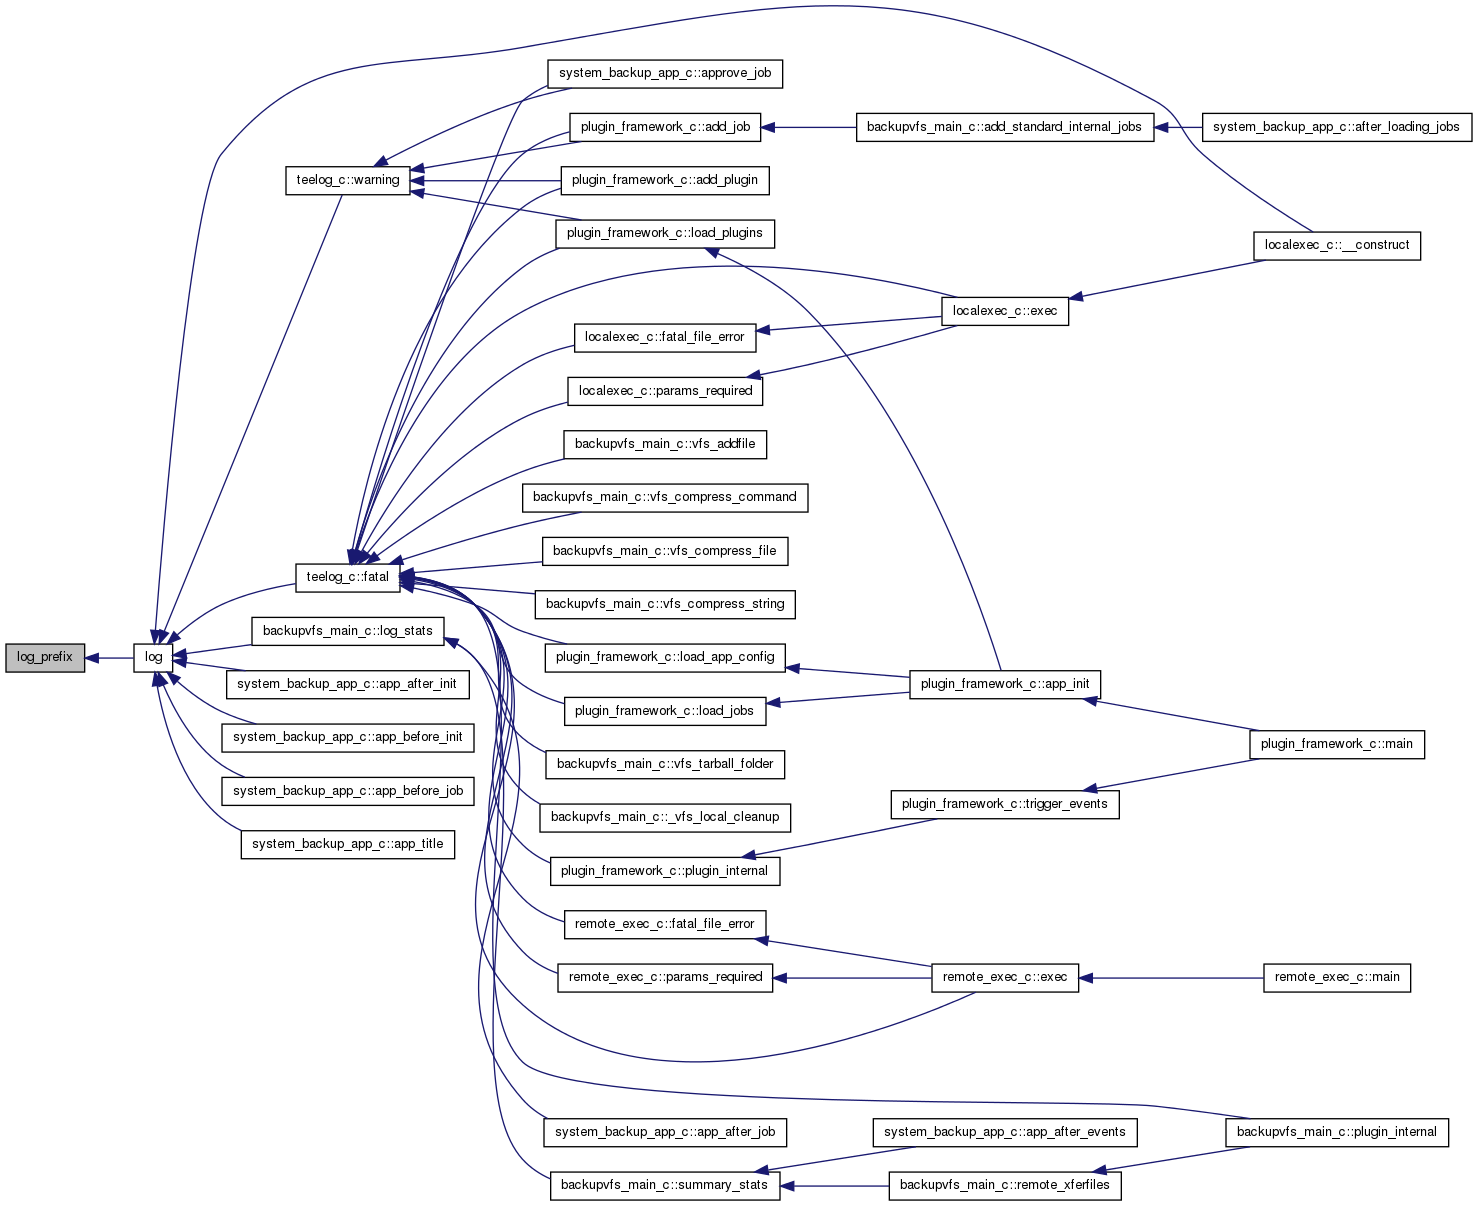 system_backup_app_c::approve_job
plugin_framework_c::add_job
backupvfs_main_c::add_standard_internal_jobs
system_backup_app_c::after_loading_jobs
teelog_c::warning
plugin_framework_c::add_plugin
plugin_framework_c::load_plugins
localexec_c::__construct
localexec_c::exec
localexec_c::fatal_file_error
localexec_c::params_required
backupvfs_main_c::vfs_addfile
backupvfs_main_c::vfs_compress_command
backupvfs_main_c::vfs_compress_file
teelog_c::fatal
backupvfs_main_c::vfs_compress_string
backupvfs_main_c::log_stats
log_prefix
log
plugin_framework_c::load_app_config
system_backup_app_c::app_after_init
plugin_framework_c::app_init
plugin_framework_c::load_jobs
system_backup_app_c::app_before_init
plugin_framework_c::main
backupvfs_main_c::vfs_tarball_folder
system_backup_app_c::app_before_job
plugin_framework_c::trigger_events
backupvfs_main_c::_vfs_local_cleanup
system_backup_app_c::app_title
plugin_framework_c::plugin_internal
remote_exec_c::fatal_file_error
remote_exec_c::params_required
remote_exec_c::exec
remote_exec_c::main
system_backup_app_c::app_after_job
system_backup_app_c::app_after_events
backupvfs_main_c::plugin_internal
backupvfs_main_c::summary_stats
backupvfs_main_c::remote_xferfiles